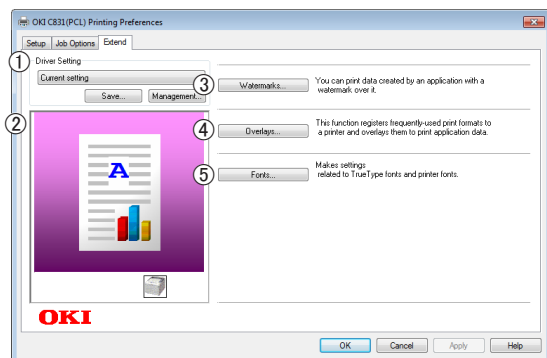 OKI C831(PCL) Printing Preferences
Setup Job Options Extend
① Driver Setting
Current setting
Save... Management...
②
A
OKI
③ Watermarks... You can print data created by an application with a
watermark over it.
④ Overlays... This function registers frequently-used print formats to
a printer and overlays them to print application data.
⑤ Fonts... Makes settings
related to TrueType fonts and printer fonts.
OK Cancel Apply Help